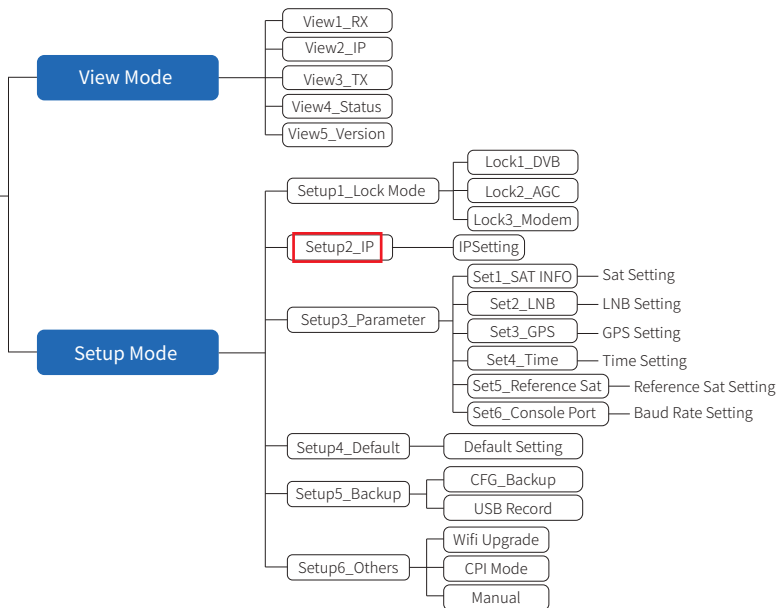 View Mode
View1_RX
View2_IP
View3_TX
View4_Status
View5_Version
Setup Mode
Setup1_Lock Mode
Lock1_DVB
Lock2_AGC
Lock3_Modem
Setup2_IP
IPSetting
Setup3_Parameter
Set1_SAT INFO
Sat Setting
Set2_LNB
LNB Setting
Set3_GPS
GPS Setting
Set4_Time
Time Setting
Set5_Reference Sat
Reference Sat Setting
Set6_Console Port
Baud Rate Setting
Setup4_Default
Default Setting
Setup5_Backup
CFG_Backup
USB Record
Setup6_Others
Wifi Upgrade
CPI Mode
Manual